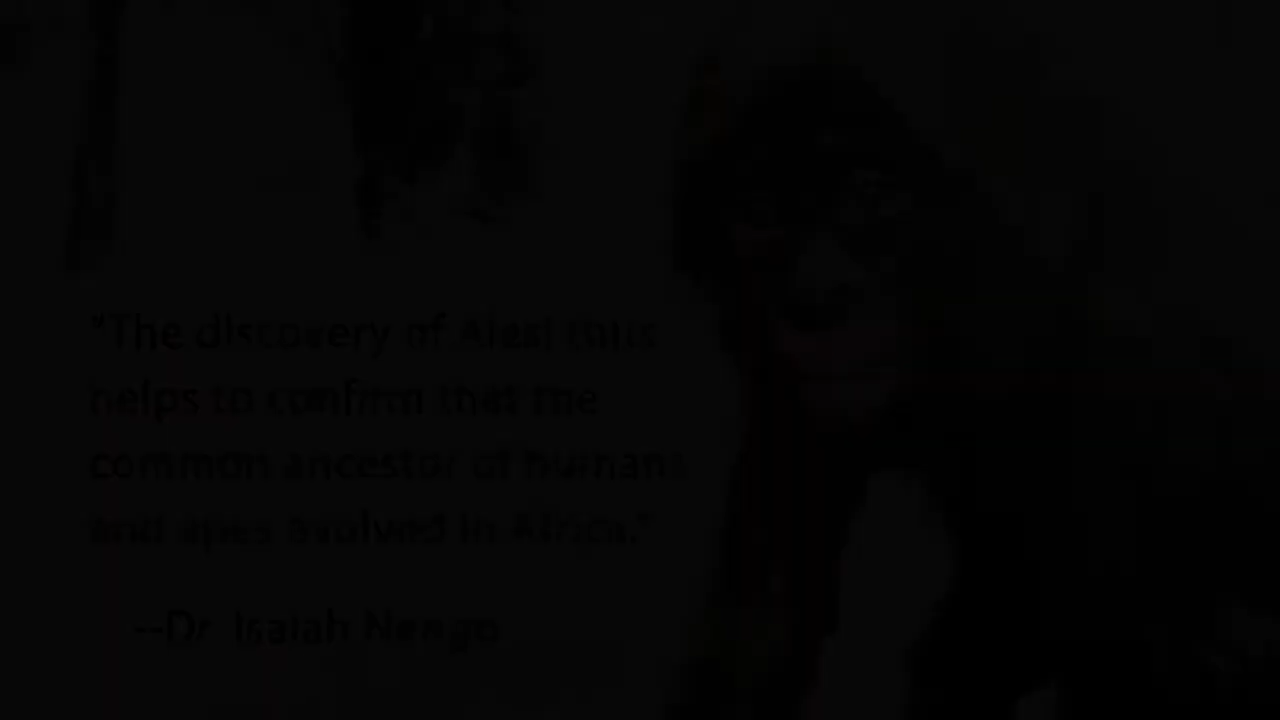 "The discovery of Alesi thus
helps to confirm that the
common ancestor of humans
and apes evolved in Africa."
--Dr. Isaiah Nengo